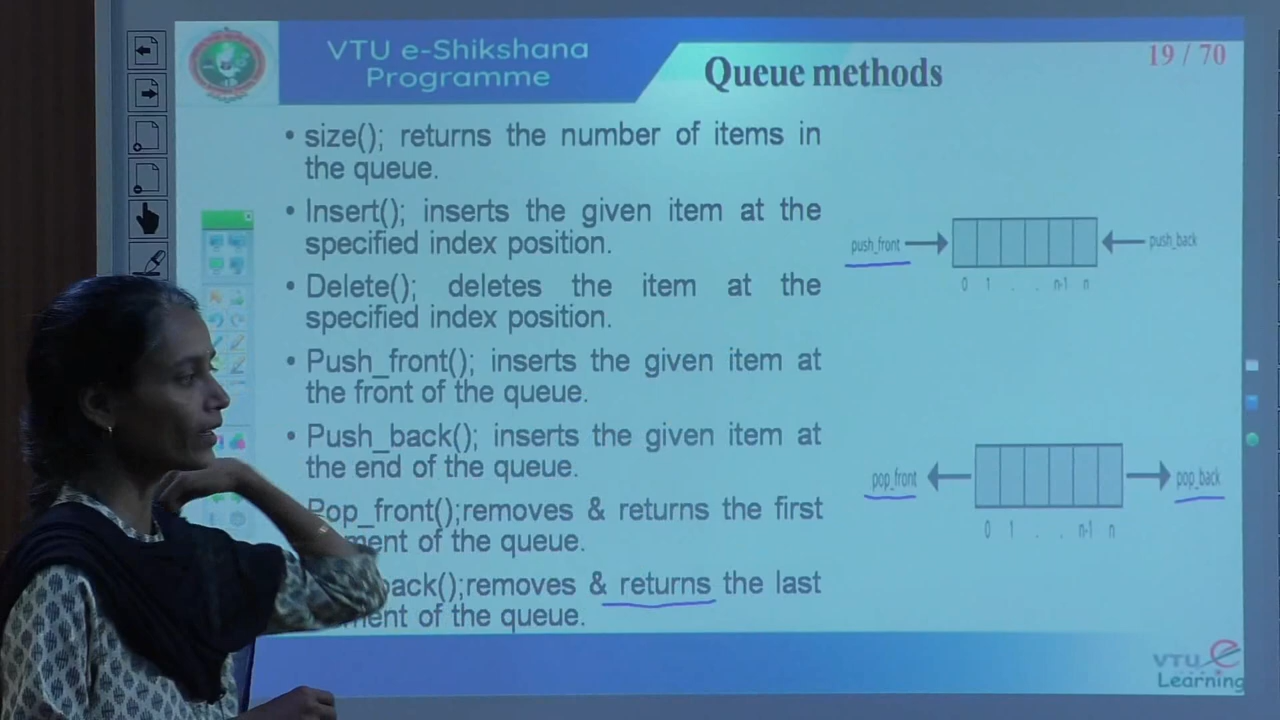 VTU e-Shikshana
Programme
Queue methods
19 / 70
• size(); returns the number of items in
the queue.
• Insert(); inserts the given item at the
specified index position.
• Delete(); deletes the item at the
specified index position.
• Push_front(); inserts the given item at
the front of the queue.
• Push_back(); inserts the given item at
the end of the queue.
Pop_front();removes & returns the first
ment of the queue.
back();removes & returns the last
ment of the queue.
push_front
push_back
0 1 . . n-1 n
pop_front
pop_back
0 1 . . n-1 n
VTU e
Learning